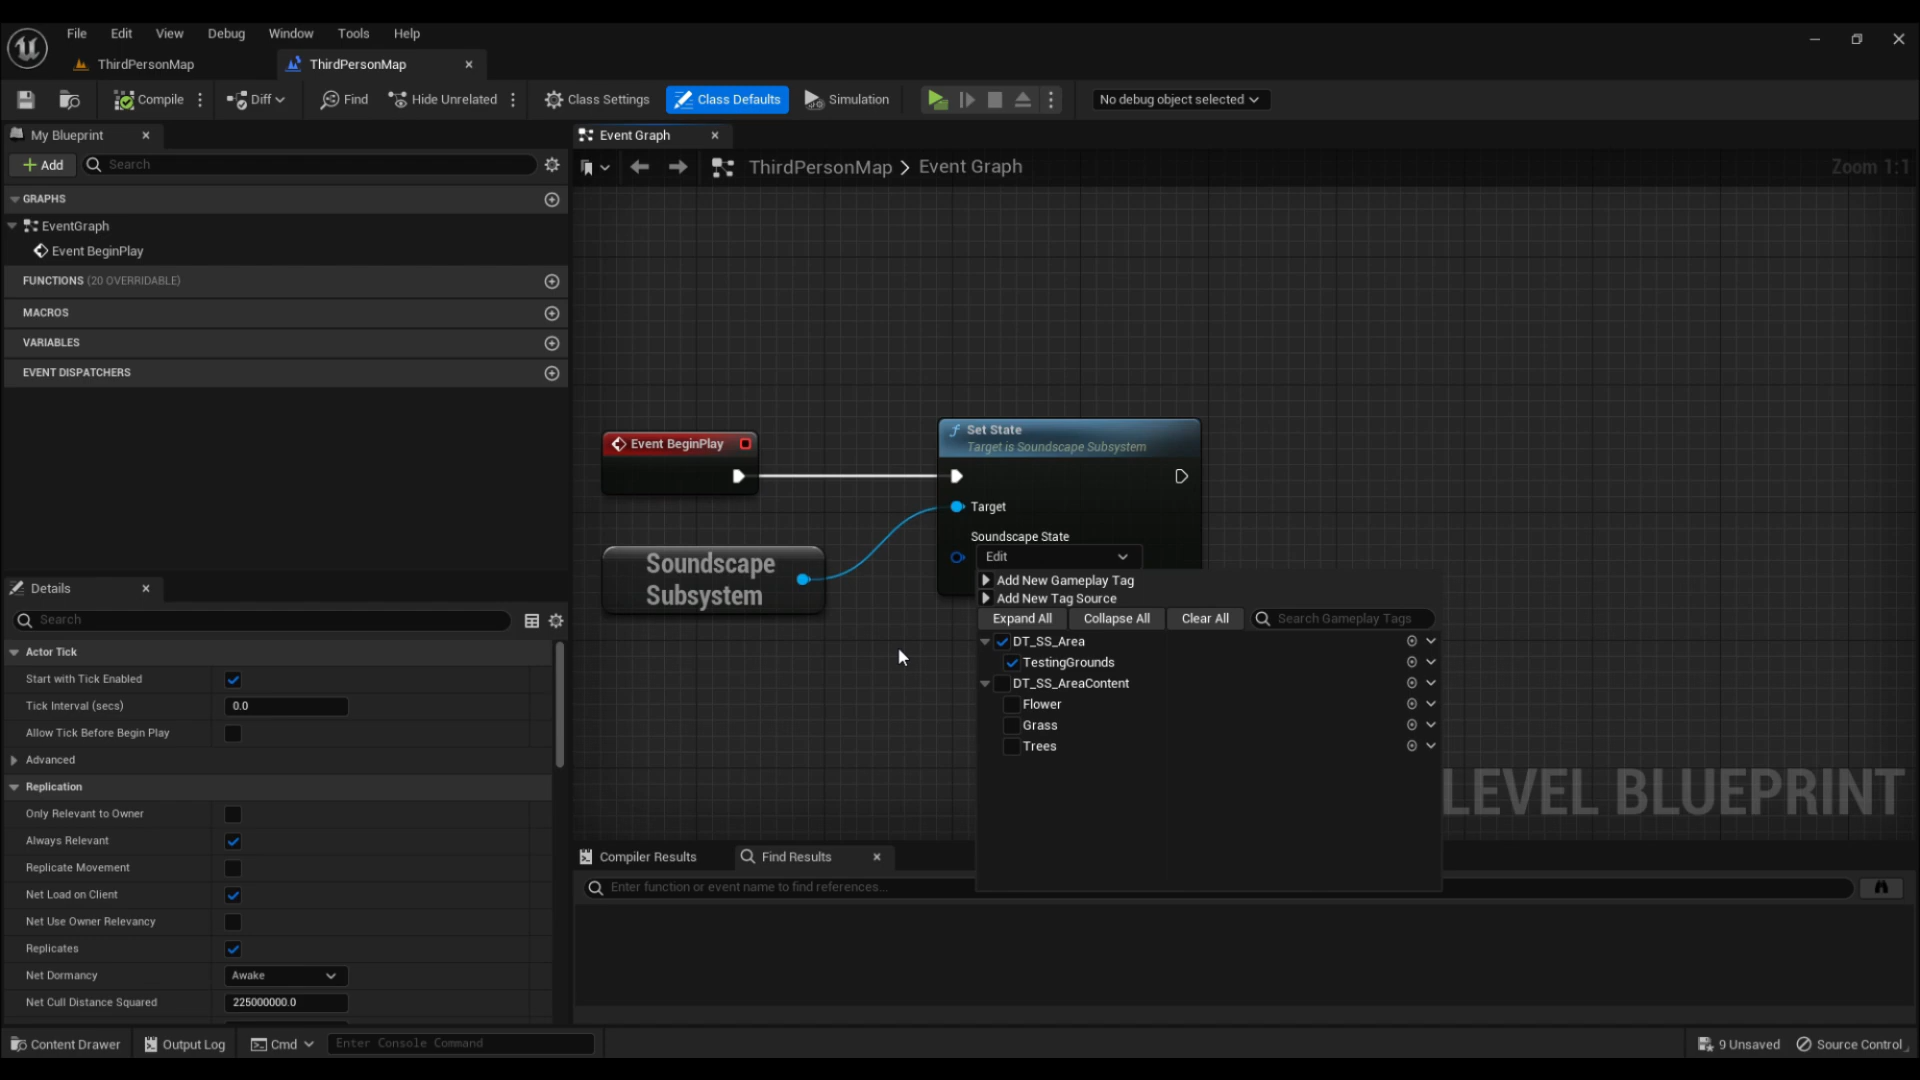 File Edit View Debug Window Tools Help
ThirdPersonMap ThirdPersonMap
Compile Diff Find Hide Unrelated Class Settings Class Defaults Simulation No debug object selected
My Blueprint
Add Search
GRAPHS
EventGraph
Event BeginPlay
FUNCTIONS (20 OVERRIDABLE)
MACROS
VARIABLES
EVENT DISPATCHERS
Details
Search
Actor Tick
Start with Tick Enabled
Tick Interval (secs) 0.0
Allow Tick Before Begin Play
Advanced
Replication
Only Relevant to Owner
Always Relevant
Replicate Movement
Net Load on Client
Net Use Owner Relevancy
Replicates
Net Dormancy Awake
Net Cull Distance Squared 225000000.0
Event Graph
ThirdPersonMap > Event Graph Zoom 1:1
Event BeginPlay
Soundscape
Subsystem
Set State
Target is Soundscape Subsystem
Target
Soundscape State
Edit
Add New Gameplay Tag
Add New Tag Source
Expand All Collapse All Clear All Search Gameplay Tags
DT_SS_Area
TestingGrounds
DT_SS_AreaContent
Flower
Grass
Trees
LEVEL BLUEPRINT
Compiler Results Find Results
Enter function or event name to find references...
Content Drawer Output Log Cmd Enter Console Command 9 Unsaved Source Control